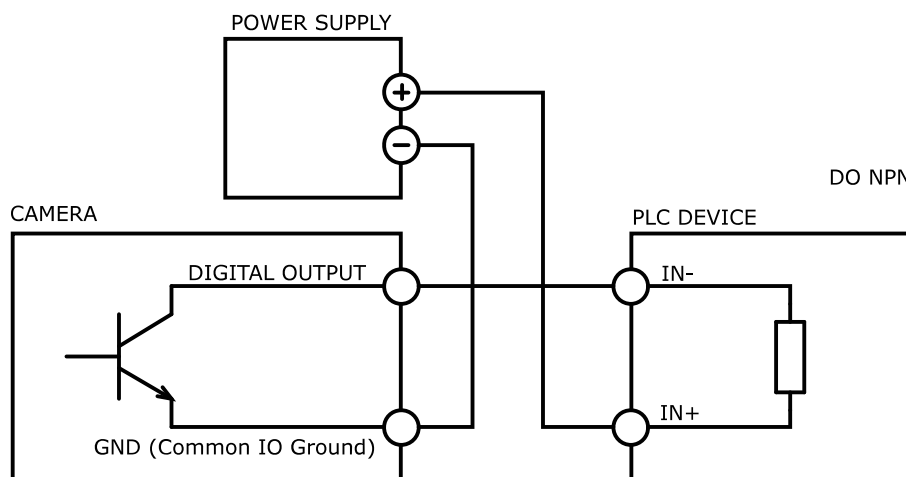 POWER SUPPLY
+
−
DO NPN
CAMERA
PLC DEVICE
DIGITAL OUTPUT
IN-
IN+
GND (Common IO Ground)